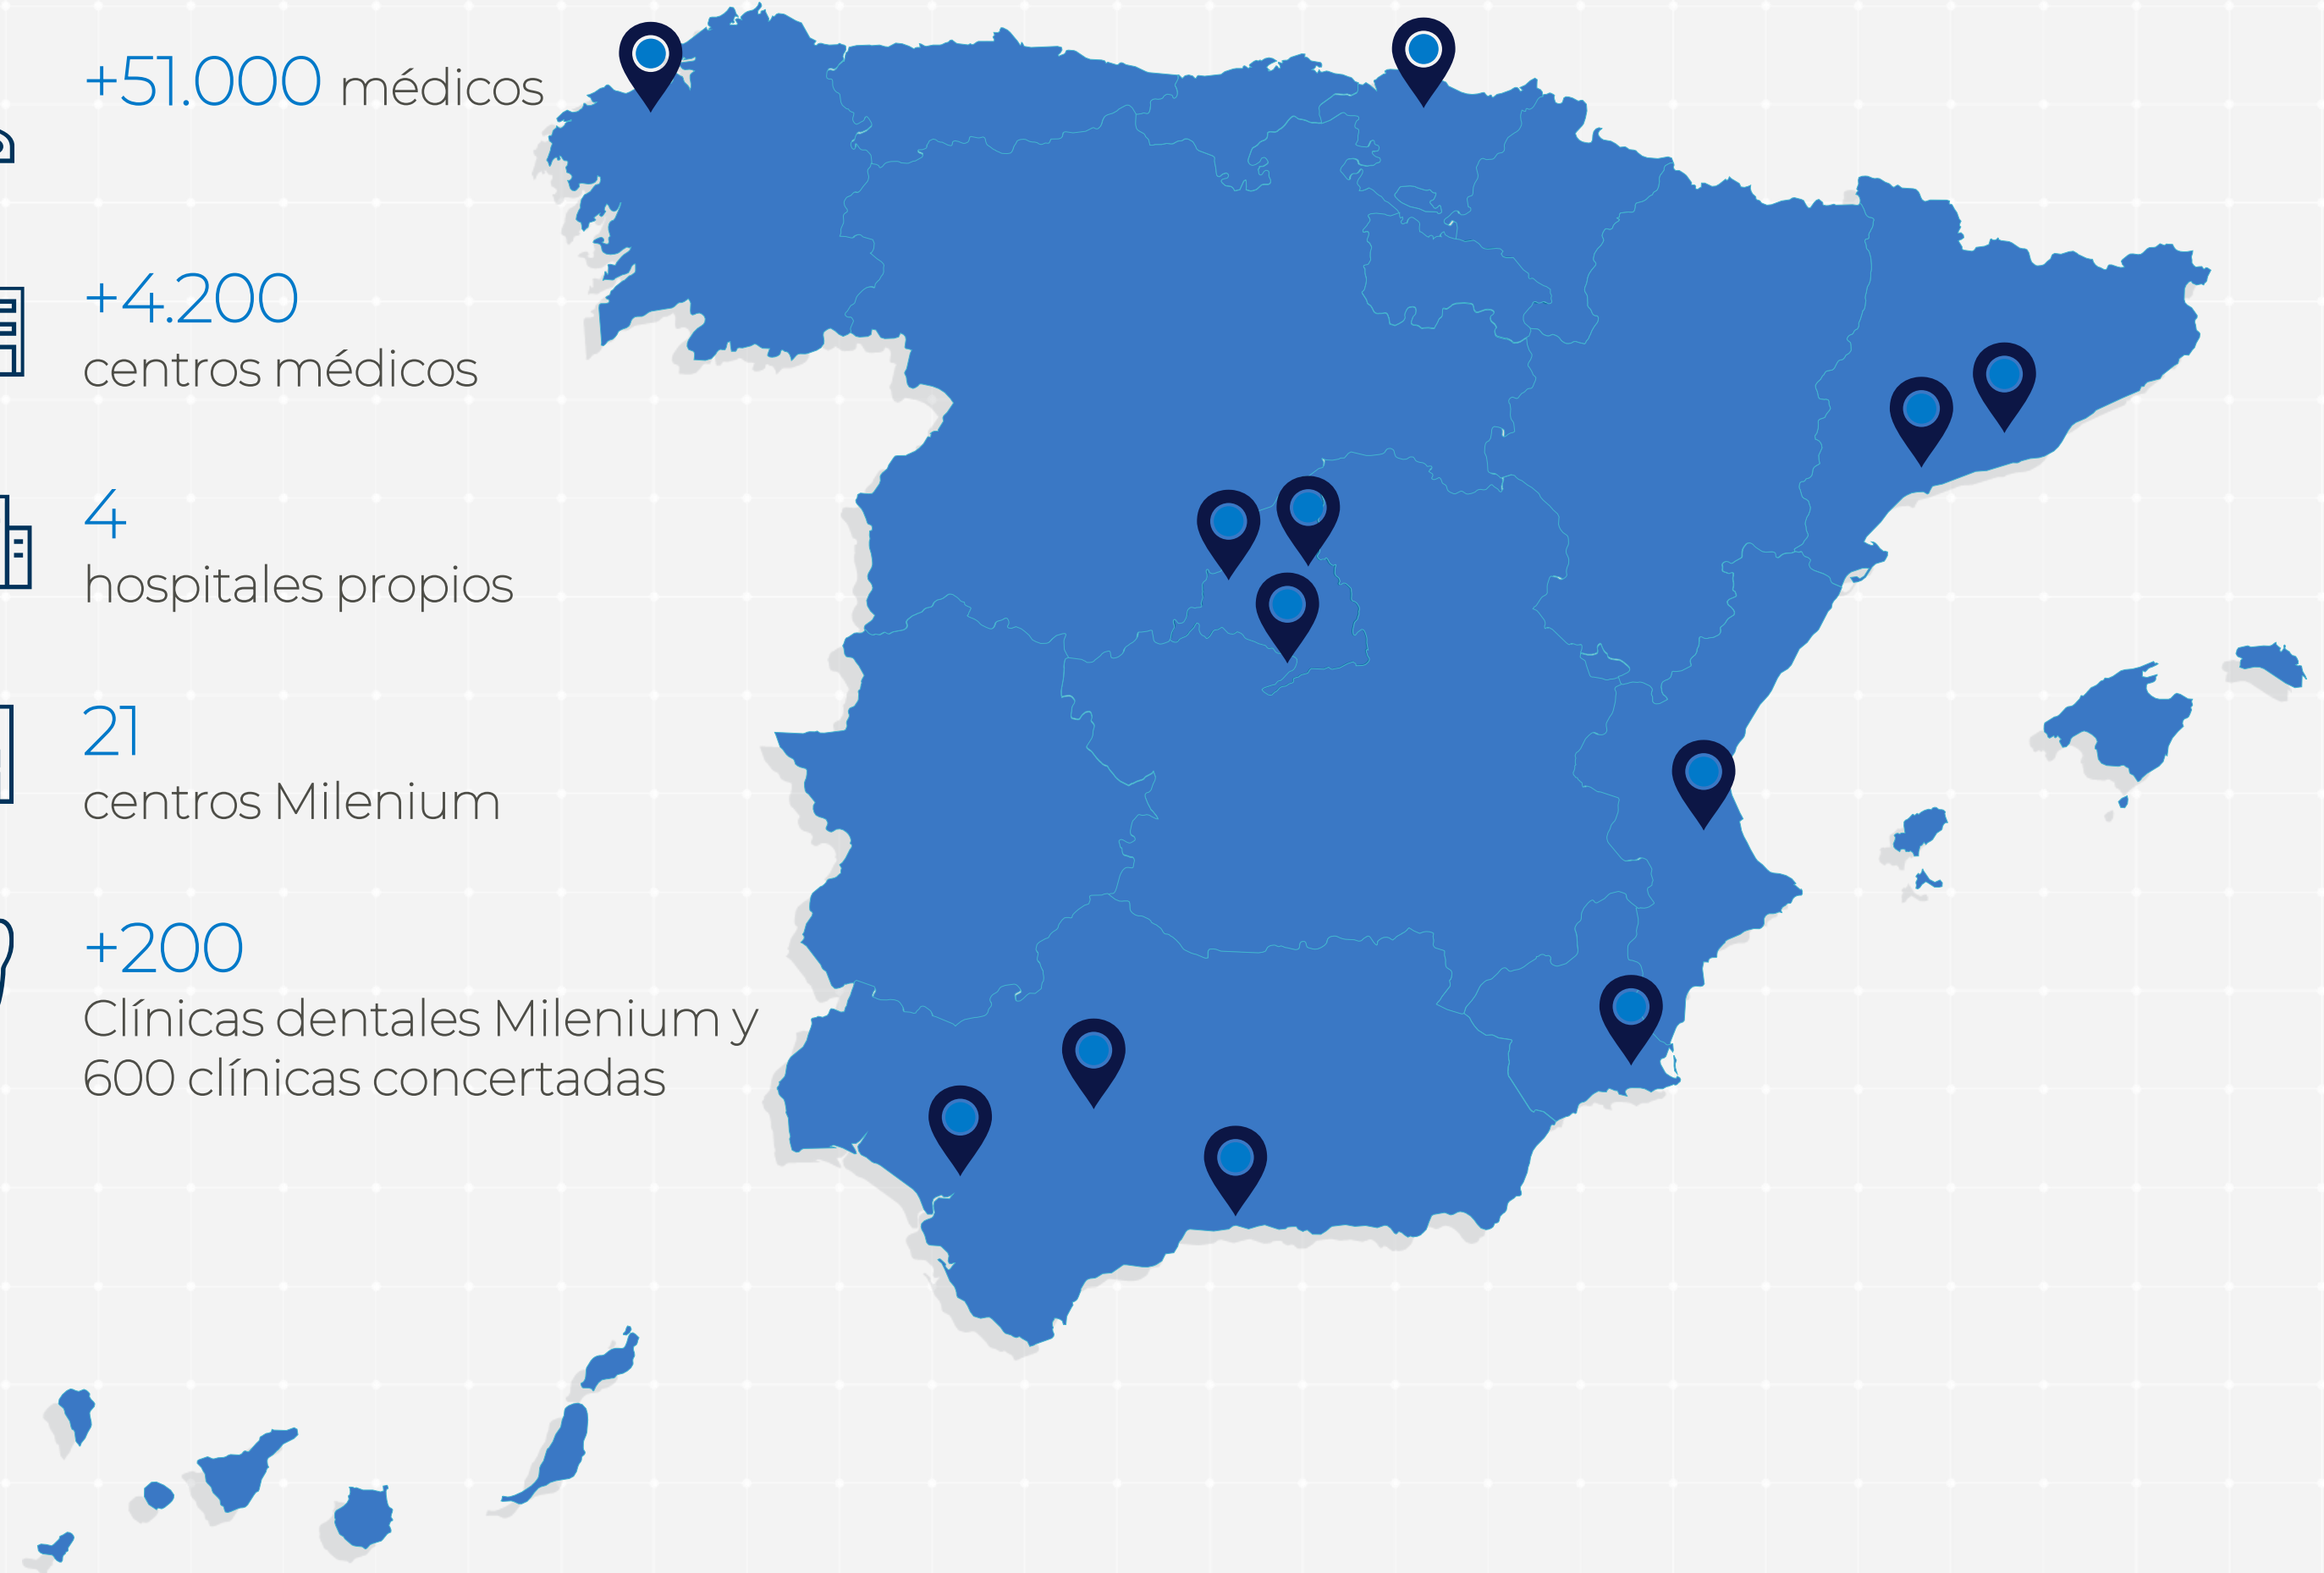 +51.000 médicos
+4.200
centros médicos
4
hospitales propios
21
centros Milenium
+200
Clínicas dentales Milenium y
600 clínicas concertadas